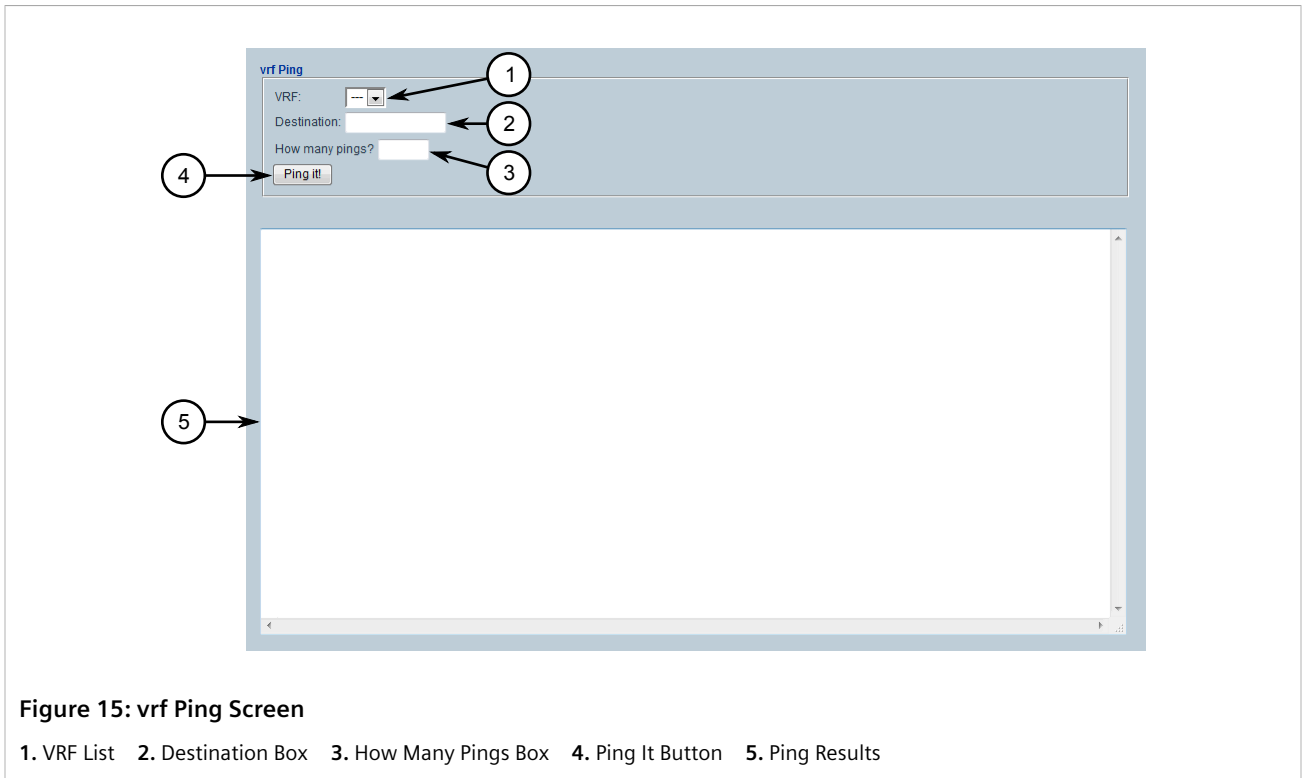 vrf Ping
1
VRF: ---
Destination:
2
How many pings?
3
4
Ping it!
5
Figure 15: vrf Ping Screen
1. VRF List 2. Destination Box 3. How Many Pings Box 4. Ping It Button 5. Ping Results